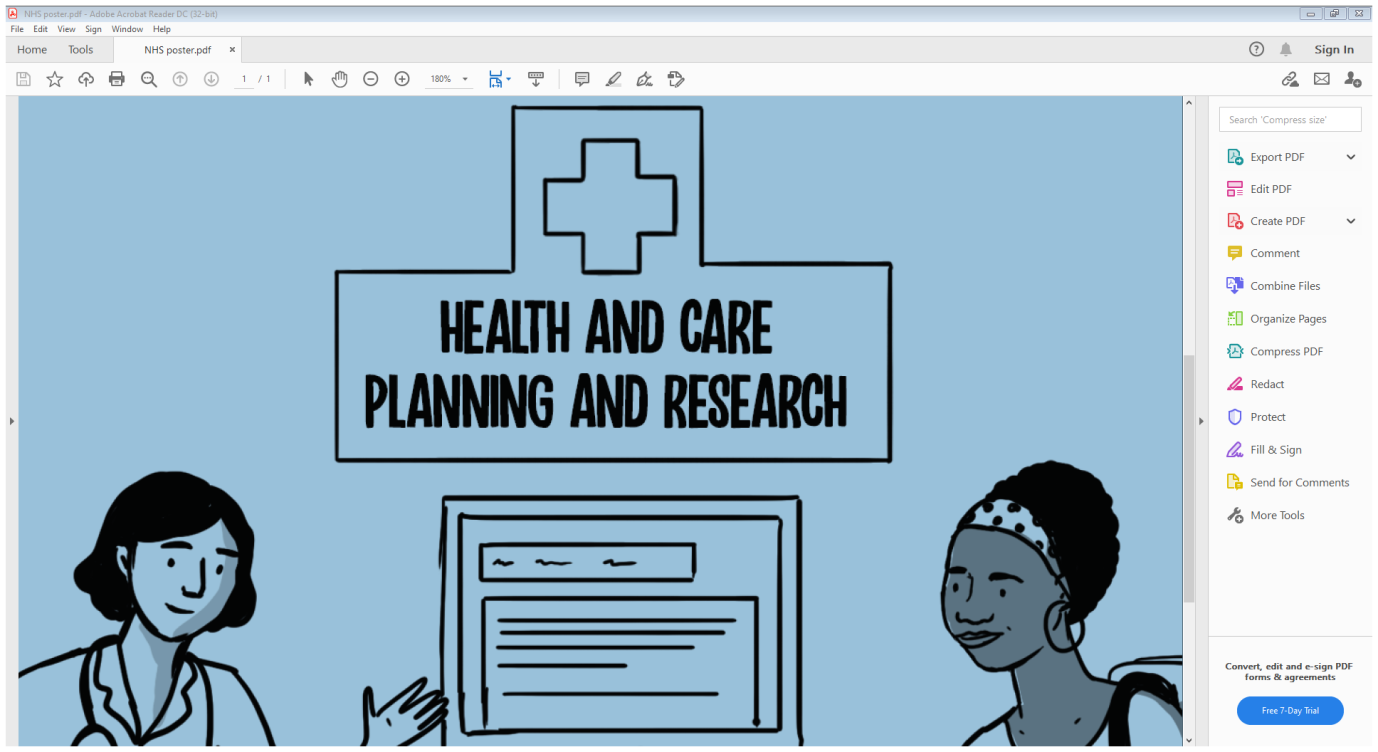 NHS poster.pdf - Adobe Acrobat Reader DC (32-bit)
File Edit View Sign Window Help
Home Tools NHS poster.pdf × Sign In
1 / 1 180%
Search 'Compress size'
Export PDF
Edit PDF
Create PDF
Comment
Combine Files
Organize Pages
Compress PDF
Redact
Protect
Fill & Sign
Send for Comments
More Tools
Convert, edit and e-sign PDF
forms & agreements
Free 7-Day Trial
HEALTH AND CARE
PLANNING AND RESEARCH